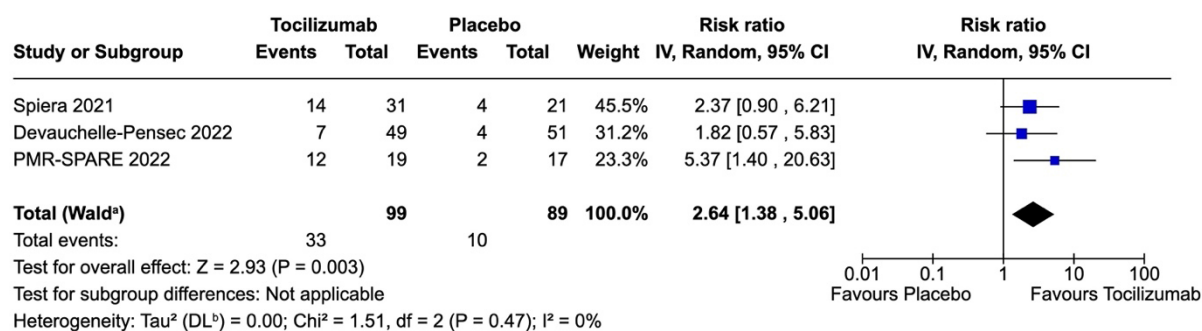 Tocilizumab Placebo Risk ratio Risk ratio
Study or Subgroup Events Total Events Total Weight IV, Random, 95% CI IV, Random, 95% CI
Spiera 2021 14 31 4 21 45.5% 2.37 [0.90 , 6.21]
Devauchelle-Pensec 2022 7 49 4 51 31.2% 1.82 [0.57 , 5.83]
PMR-SPARE 2022 12 19 2 17 23.3% 5.37 [1.40 , 20.63]
Total (Waldᵃ) 99 89 100.0% 2.64 [1.38 , 5.06]
Total events: 33 10
Test for overall effect: Z = 2.93 (P = 0.003)
Test for subgroup differences: Not applicable
Heterogeneity: Tau² (DLᵇ) = 0.00; Chi² = 1.51, df = 2 (P = 0.47); I² = 0%
0.01 0.1 1 10 100
Favours Placebo Favours Tocilizumab